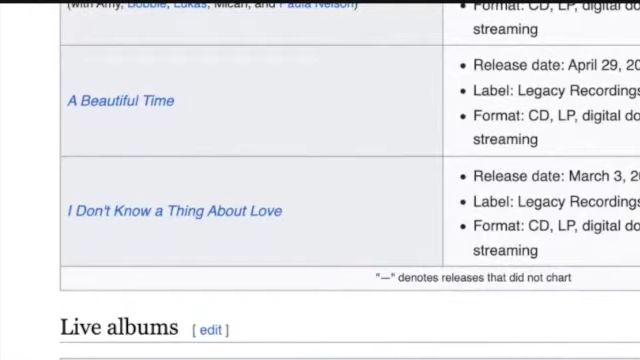 (with Amy, Bobbie, Lukas, Micah, and Paula Nelson)
Format: CD, LP, digital do
streaming
A Beautiful Time
Release date: April 29, 20
Label: Legacy Recordings
Format: CD, LP, digital do
streaming
I Don't Know a Thing About Love
Release date: March 3, 2
Label: Legacy Recordings
Format: CD, LP, digital do
streaming
"—" denotes releases that did not chart
Live albums [ edit ]